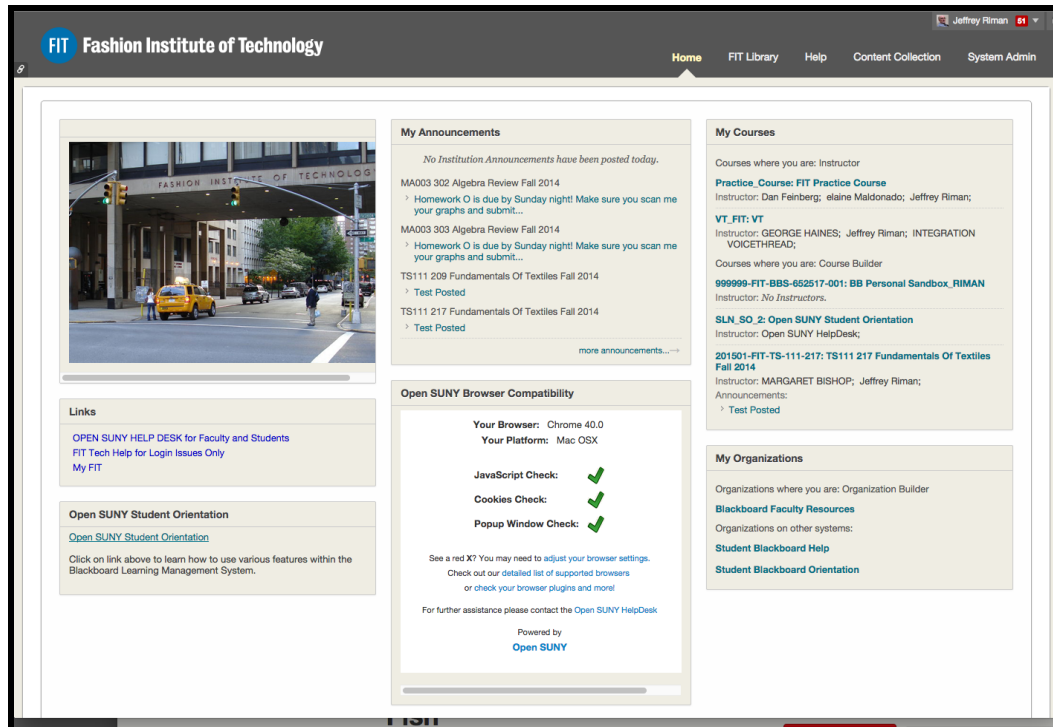 Jeffrey Riman 51
FIT Fashion Institute of Technology
Home FIT Library Help Content Collection System Admin
FASHION INSTITUTE OF TECHNOLOG
Links
OPEN SUNY HELP DESK for Faculty and Students
FIT Tech Help for Login Issues Only
My FIT
Open SUNY Student Orientation
Open SUNY Student Orientation
Click on link above to learn how to use various features within the
Blackboard Learning Management System.
My Announcements
No Institution Announcements have been posted today.
MA003 302 Algebra Review Fall 2014
Homework O is due by Sunday night! Make sure you scan me
your graphs and submit...
MA003 303 Algebra Review Fall 2014
Homework O is due by Sunday night! Make sure you scan me
your graphs and submit...
TS111 209 Fundamentals Of Textiles Fall 2014
Test Posted
TS111 217 Fundamentals Of Textiles Fall 2014
Test Posted
more announcements...→
Open SUNY Browser Compatibility
Your Browser: Chrome 40.0
Your Platform: Mac OSX
JavaScript Check:
Cookies Check:
Popup Window Check:
See a red X? You may need to adjust your browser settings.
Check out our detailed list of supported browsers
or check your browser plugins and more!
For further assistance please contact the Open SUNY HelpDesk
Powered by
Open SUNY
My Courses
Courses where you are: Instructor
Practice_Course: FIT Practice Course
Instructor: Dan Feinberg; elaine Maldonado; Jeffrey Riman;
VT_FIT: VT
Instructor: GEORGE HAINES; Jeffrey Riman; INTEGRATION
VOICETHREAD;
Courses where you are: Course Builder
999999-FIT-BBS-652517-001: BB Personal Sandbox_RIMAN
Instructor: No Instructors.
SLN_SO_2: Open SUNY Student Orientation
Instructor: Open SUNY HelpDesk;
201501-FIT-TS-111-217: TS111 217 Fundamentals Of Textiles
Fall 2014
Instructor: MARGARET BISHOP; Jeffrey Riman;
Announcements:
Test Posted
My Organizations
Organizations where you are: Organization Builder
Blackboard Faculty Resources
Organizations on other systems:
Student Blackboard Help
Student Blackboard Orientation